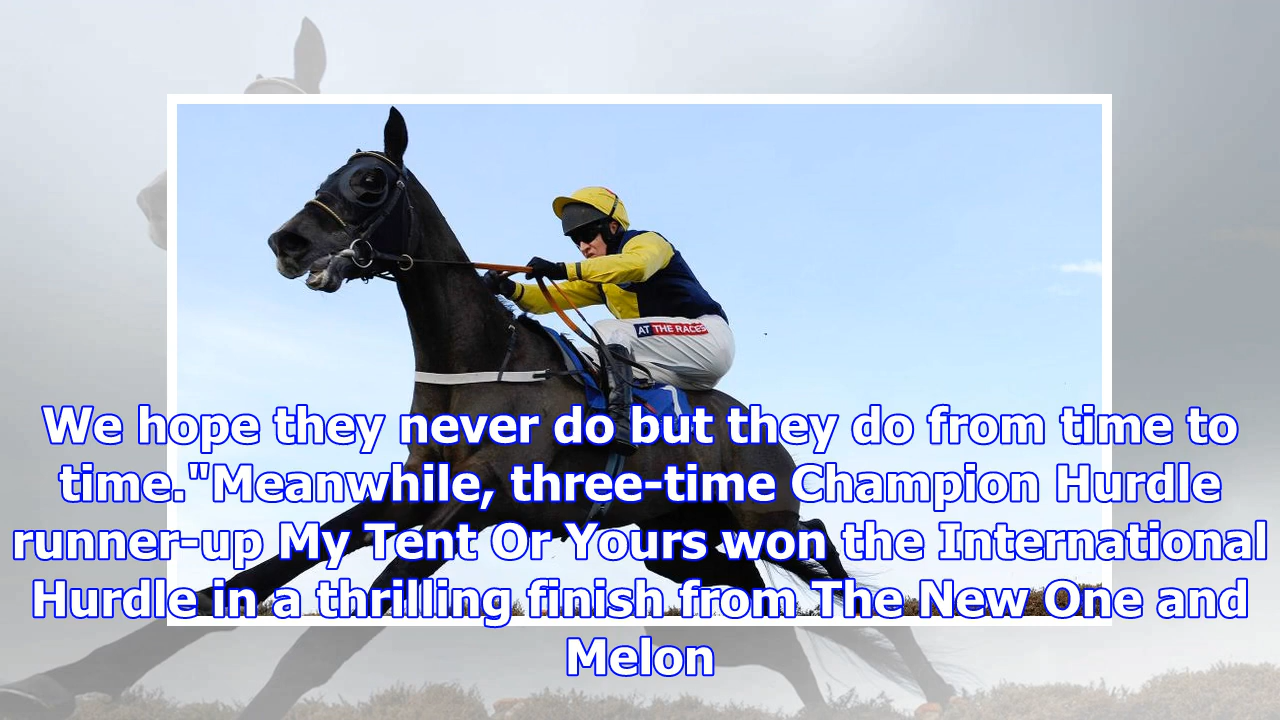 AT THE RACES
We hope they never do but they do from time to
time."Meanwhile, three-time Champion Hurdle
runner-up My Tent Or Yours won the International
Hurdle in a thrilling finish from The New One and
Melon